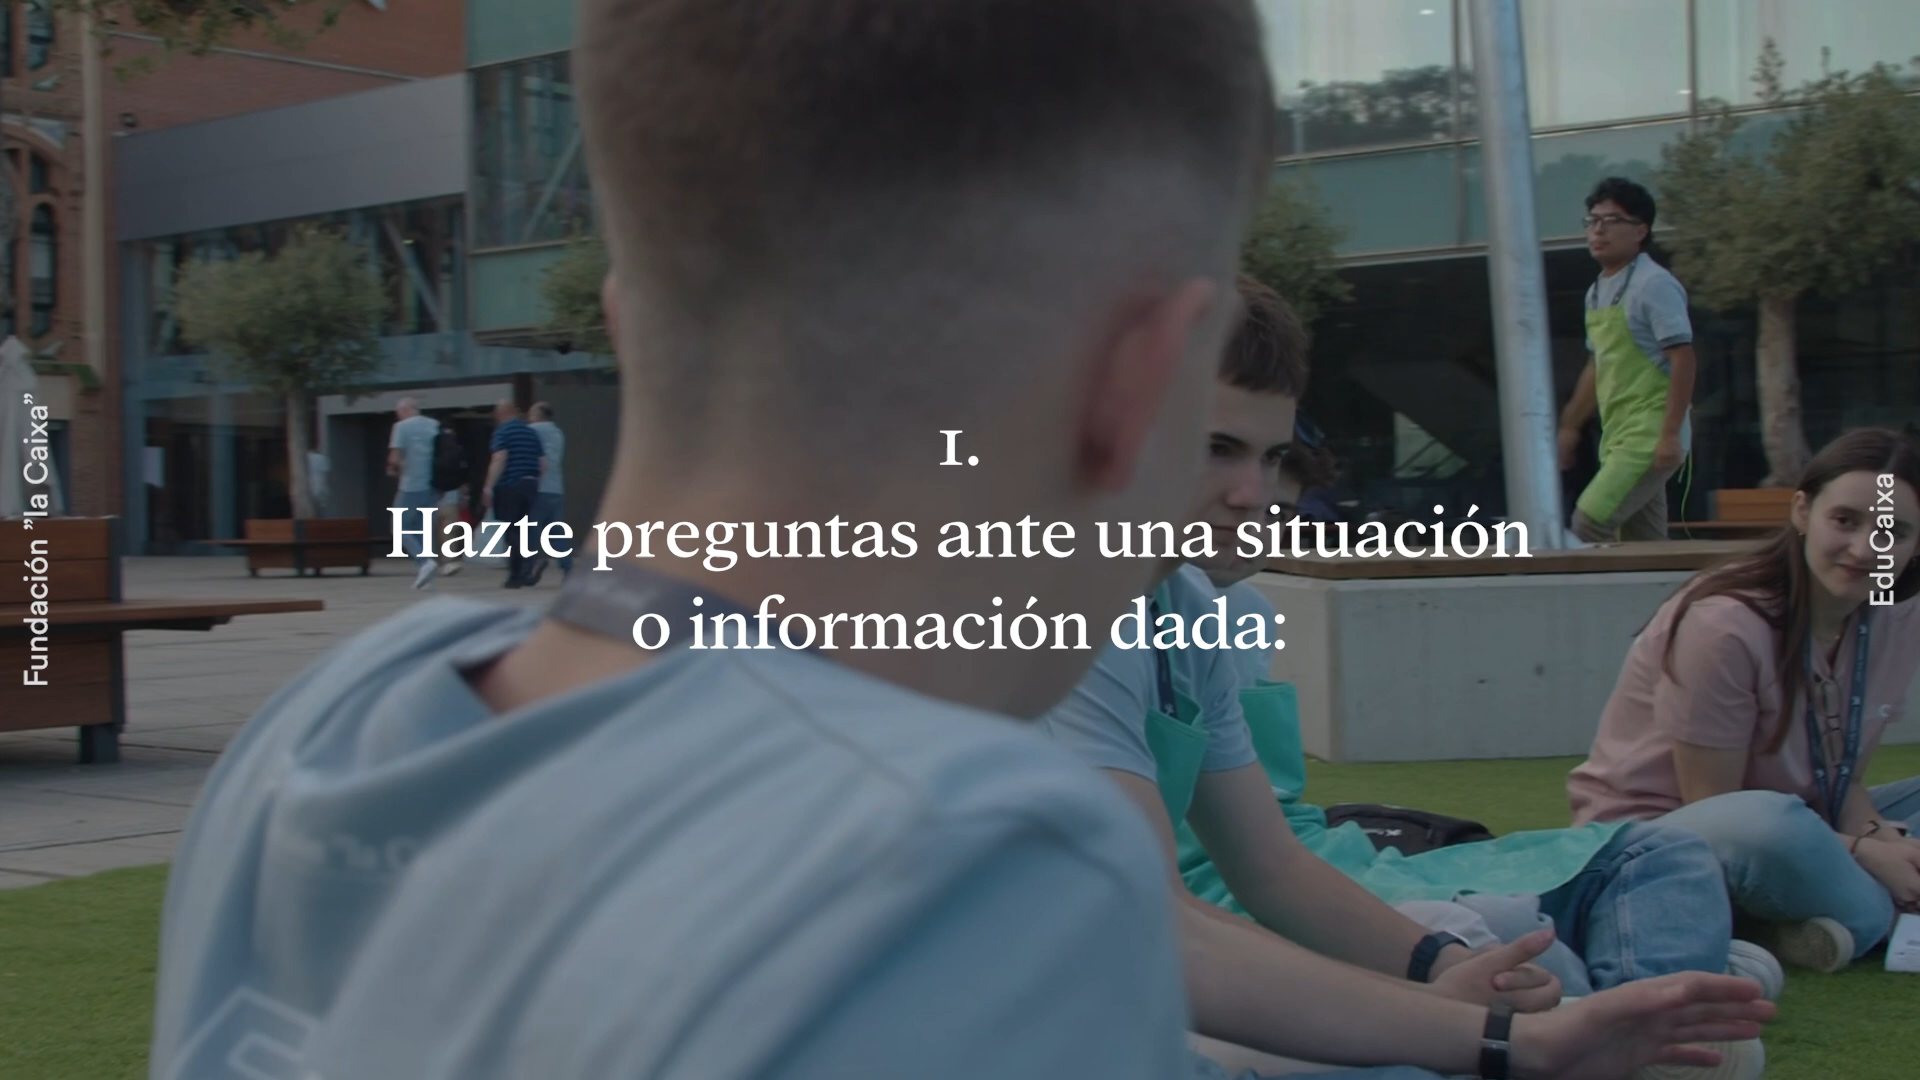 1.
Hazte preguntas ante una situación
o información dada:
Fundación ”la Caixa”
EduCaixa